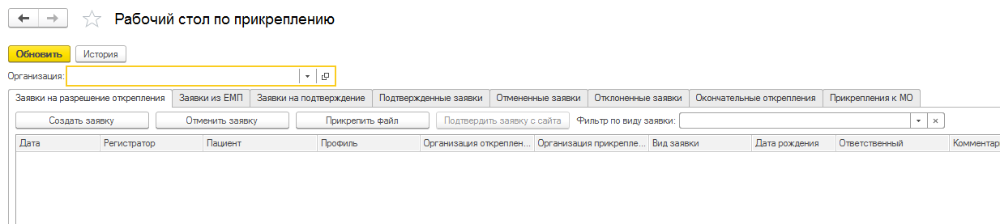 Рабочий стол по прикреплению
Обновить История
Организация:
Заявки на разрешение открепления Заявки из ЕМП Заявки на подтверждение Подтвержденные заявки Отмененные заявки Отклоненные заявки Окончательные открепления Прикрепления к МО
Создать заявку Отменить заявку Прикрепить файл Подтвердить заявку с сайта Фильтр по виду заявки:
Дата Регистратор Пациент Профиль Организация откреплен... Организация прикрепле... Вид заявки Дата рождения Ответственный Комментар